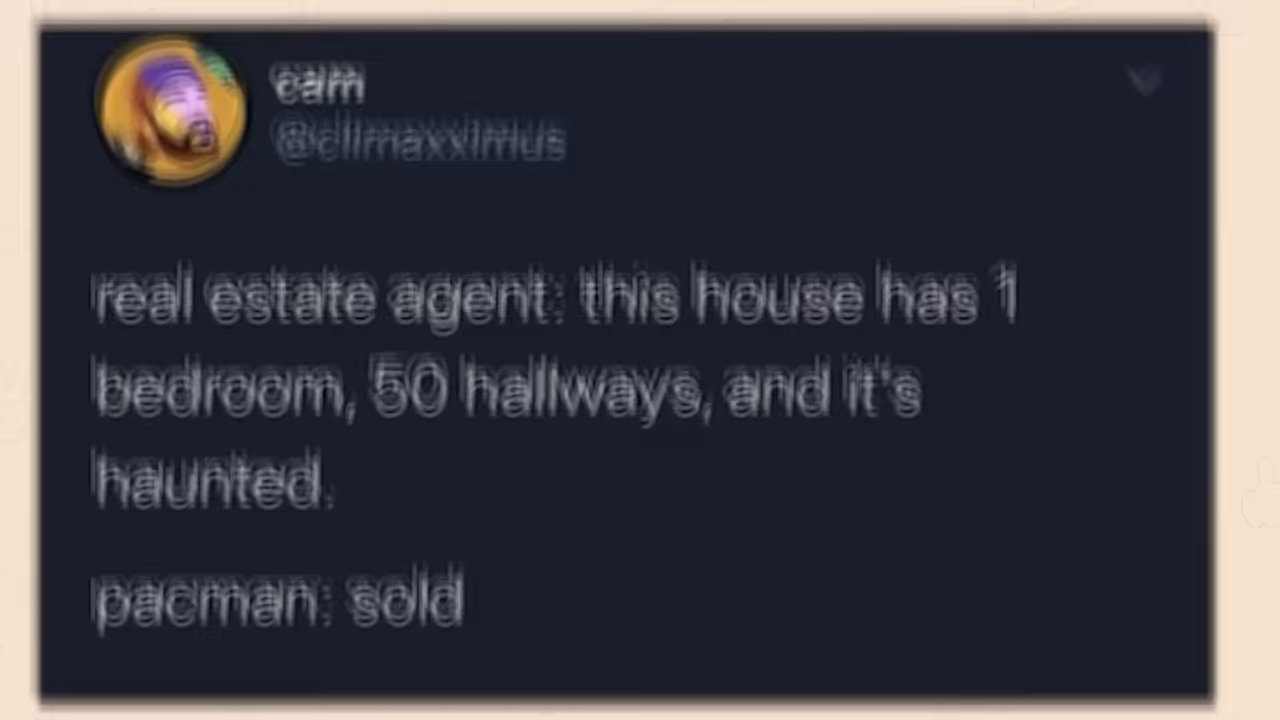 cam
@climaxximus
real estate agent: this house has 1
bedroom, 50 hallways, and it's
haunted.
pacman: sold